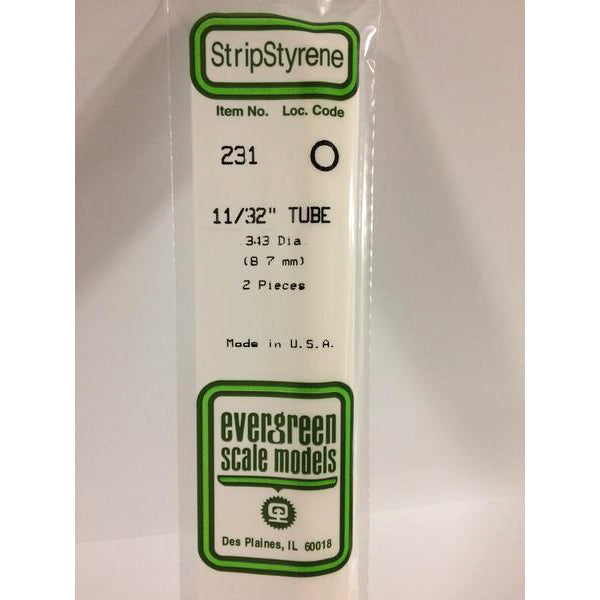 StripStyrene
Item No. Loc. Code
231 O
11/32" TUBE
.343 Dia.
(8.7 mm)
2 Pieces
Made in U.S.A.
evergreen
scale models
Des Plaines, IL 60018